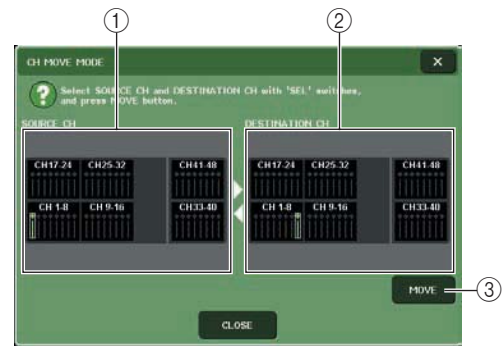 1
2
CH MOVE MODE
×
? Select SOURCE CH and DESTINATION CH with 'SEL' switches,
and press MOVE button.
SOURCE CH
DESTINATION CH
CH17-24 CH25-32 CH41-48
CH17-24 CH25-32 CH41-48
CH 1-8 CH 9-16 CH33-40
CH 1-8 CH 9-16 CH33-40
MOVE
3
CLOSE